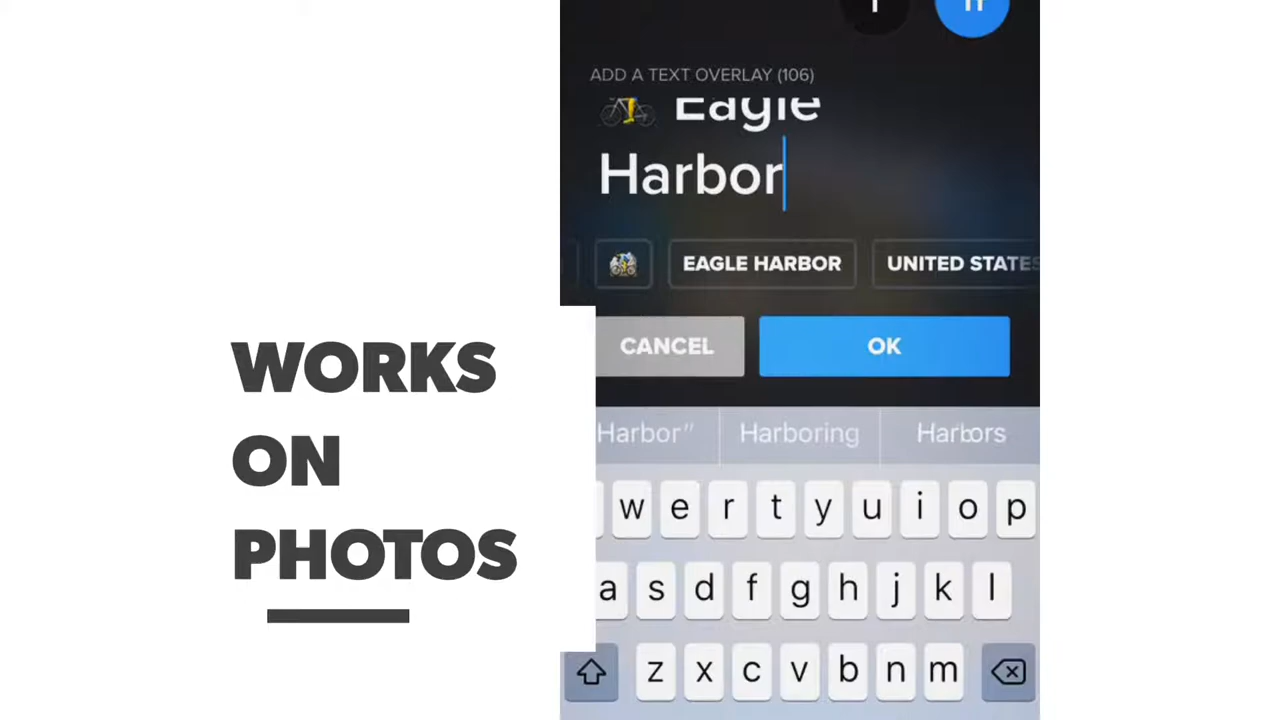 ADD A TEXT OVERLAY (106)
Eagle
Harbor
EAGLE HARBOR
UNITED STATES
CANCEL
OK
WORKS
ON
PHOTOS
Harbor”
Harboring
Harbors
w e r t y u i o p
a s d f g h j k l
z x c v b n m